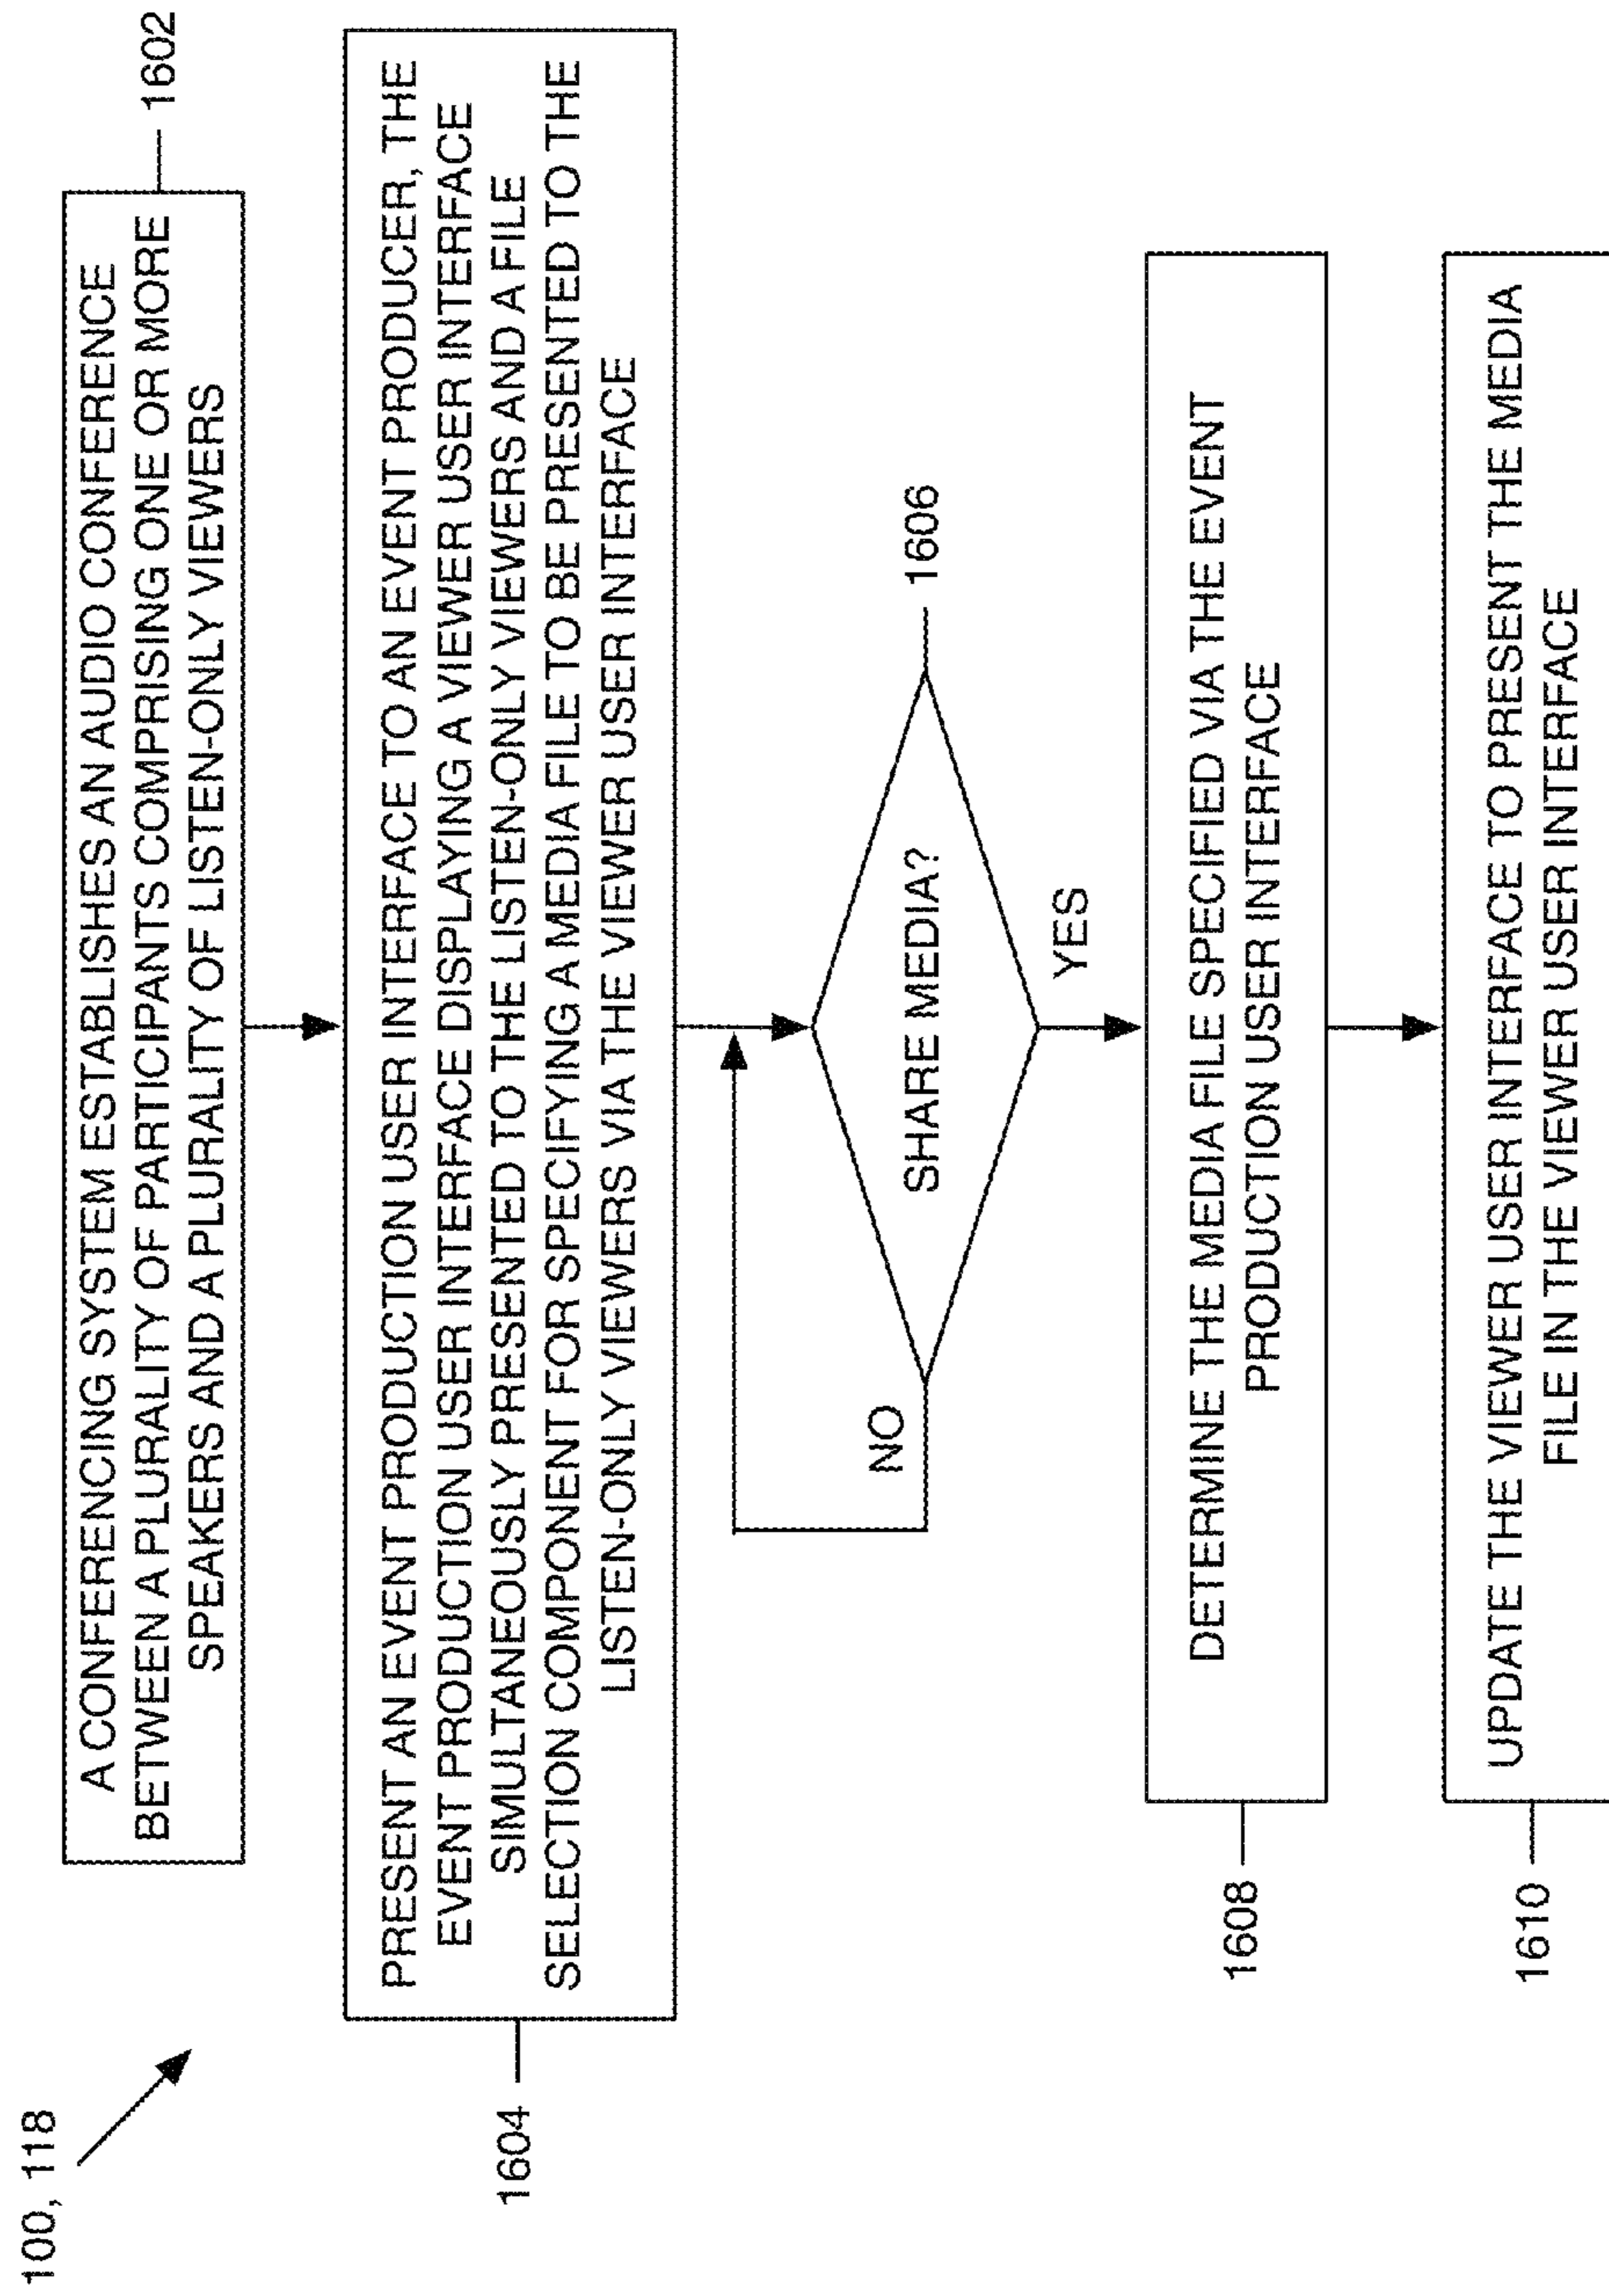 100, 118
A CONFERENCING SYSTEM ESTABLISHES AN AUDIO CONFERENCE
BETWEEN A PLURALITY OF PARTICIPANTS COMPRISING ONE OR MORE
SPEAKERS AND A PLURALITY OF LISTEN-ONLY VIEWERS
1602
PRESENT AN EVENT PRODUCTION USER INTERFACE TO AN EVENT PRODUCER, THE
EVENT PRODUCTION USER INTERFACE DISPLAYING A VIEWER USER INTERFACE
SIMULTANEOUSLY PRESENTED TO THE LISTEN-ONLY VIEWERS AND A FILE
SELECTION COMPONENT FOR SPECIFYING A MEDIA FILE TO BE PRESENTED TO THE
LISTEN-ONLY VIEWERS VIA THE VIEWER USER INTERFACE
1604
SHARE MEDIA?
1606
NO
YES
DETERMINE THE MEDIA FILE SPECIFIED VIA THE EVENT
PRODUCTION USER INTERFACE
1608
UPDATE THE VIEWER USER INTERFACE TO PRESENT THE MEDIA
FILE IN THE VIEWER USER INTERFACE
1610